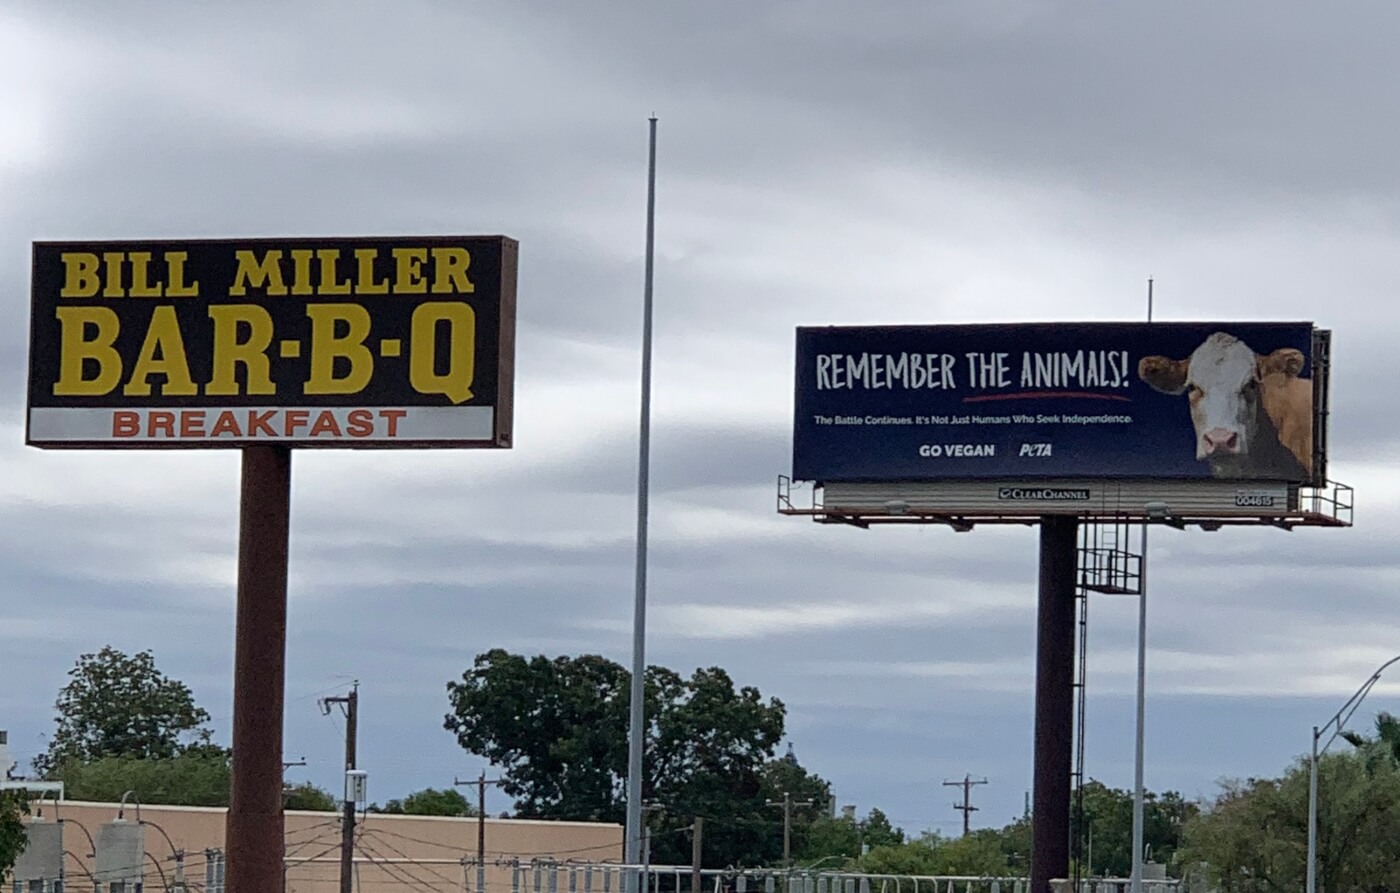 BILL MILLER
BAR-B-Q
BREAKFAST
REMEMBER THE ANIMALS!
The Battle Continues. It's Not Just Humans Who Seek Independence.
GO VEGAN PETA
CLEARCHANNEL
004615